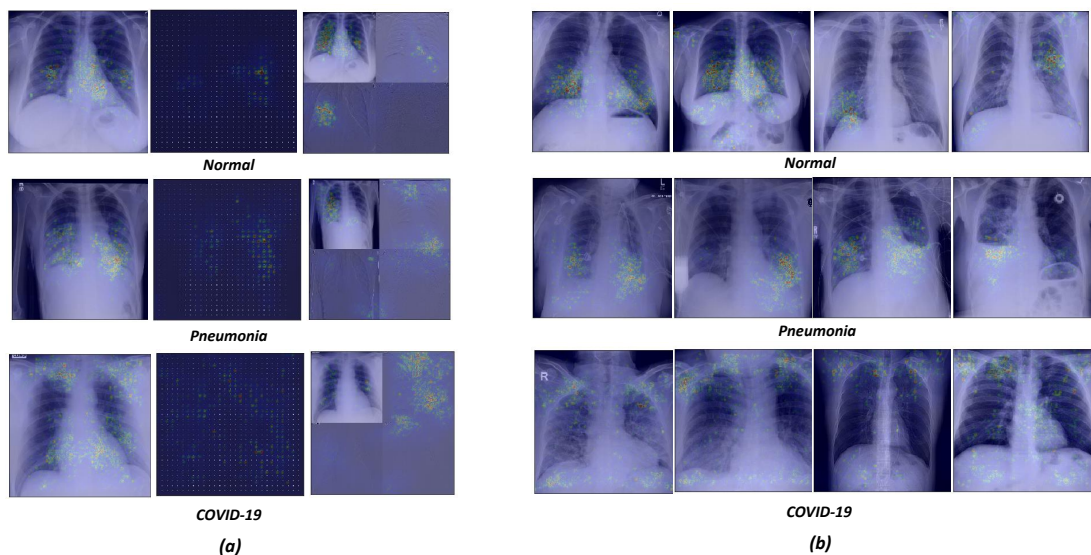 Normal
Pneumonia
COVID-19
(a)
L
Normal
L
Pneumonia
R
COVID-19
(b)